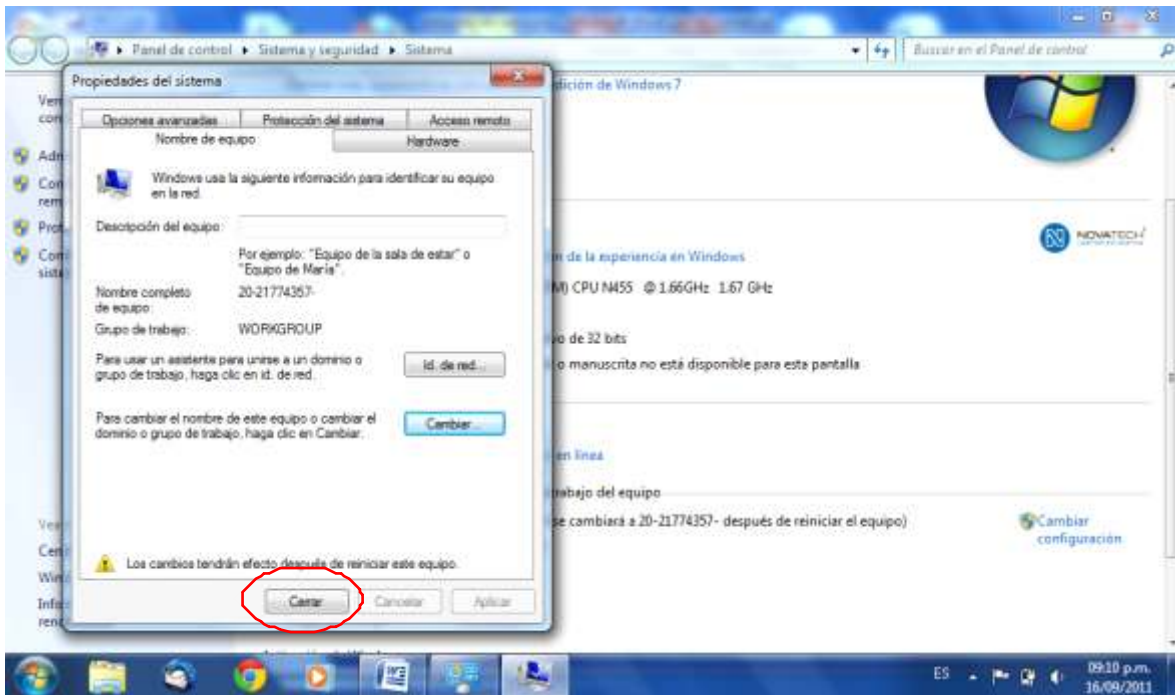 Panel de control ▸ Sistema y seguridad ▸ Sistema
Buscar en el Panel de control
Propiedades del sistema
dición de Windows 7
Opciones avanzadas Protección del sistema Acceso remoto
Nombre de equipo Hardware
Windows usa la siguiente información para identificar su equipo
en la red.
Descripción del equipo:
Por ejemplo: "Equipo de la sala de estar" o
"Equipo de María".
Nombre completo
de equipo:
20-21774357-
Grupo de trabajo: WORKGROUP
Para usar un asistente para unirse a un dominio o
grupo de trabajo, haga clic en id. de red.
Id. de red...
Para cambiar el nombre de este equipo o cambiar el
dominio o grupo de trabajo, haga clic en Cambiar.
Cambiar...
Los cambios tendrán efecto después de reiniciar este equipo.
Cerrar Cancelar Aplicar
NOVATECH
de la experiencia en Windows
CPU N455 @ 1.66GHz 1.67 GHz
de 32 bits
o manuscrita no está disponible para esta pantalla
en línea
rabajo del equipo
se cambiará a 20-21774357- después de reiniciar el equipo)
Cambiar
configuración
ES
09:10 p.m.
16/09/2011